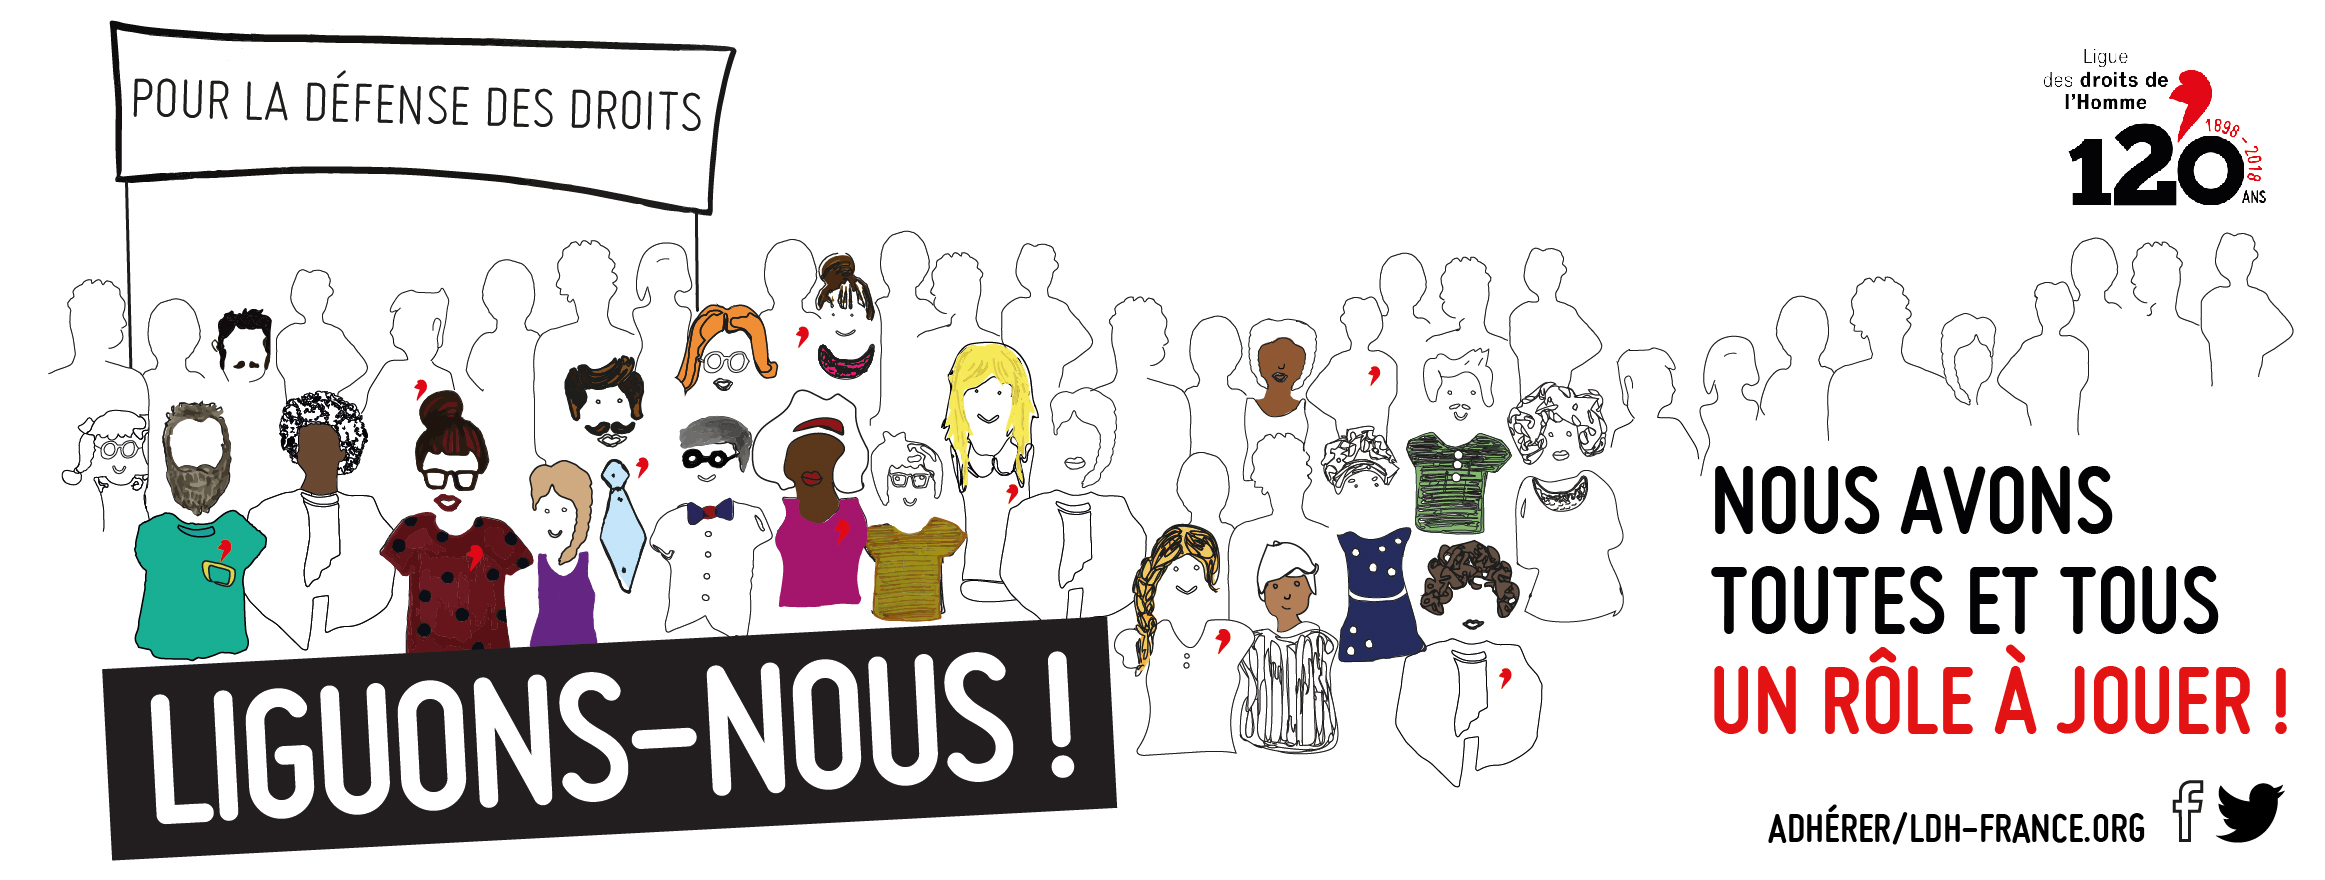 POUR LA DÉFENSE DES DROITS
Ligue
des droits de
l'Homme
120
1898 - 2018
ANS
LIGUONS-NOUS !
NOUS AVONS
TOUTES ET TOUS
UN RÔLE À JOUER !
ADHÉRER/LDH-FRANCE.ORG